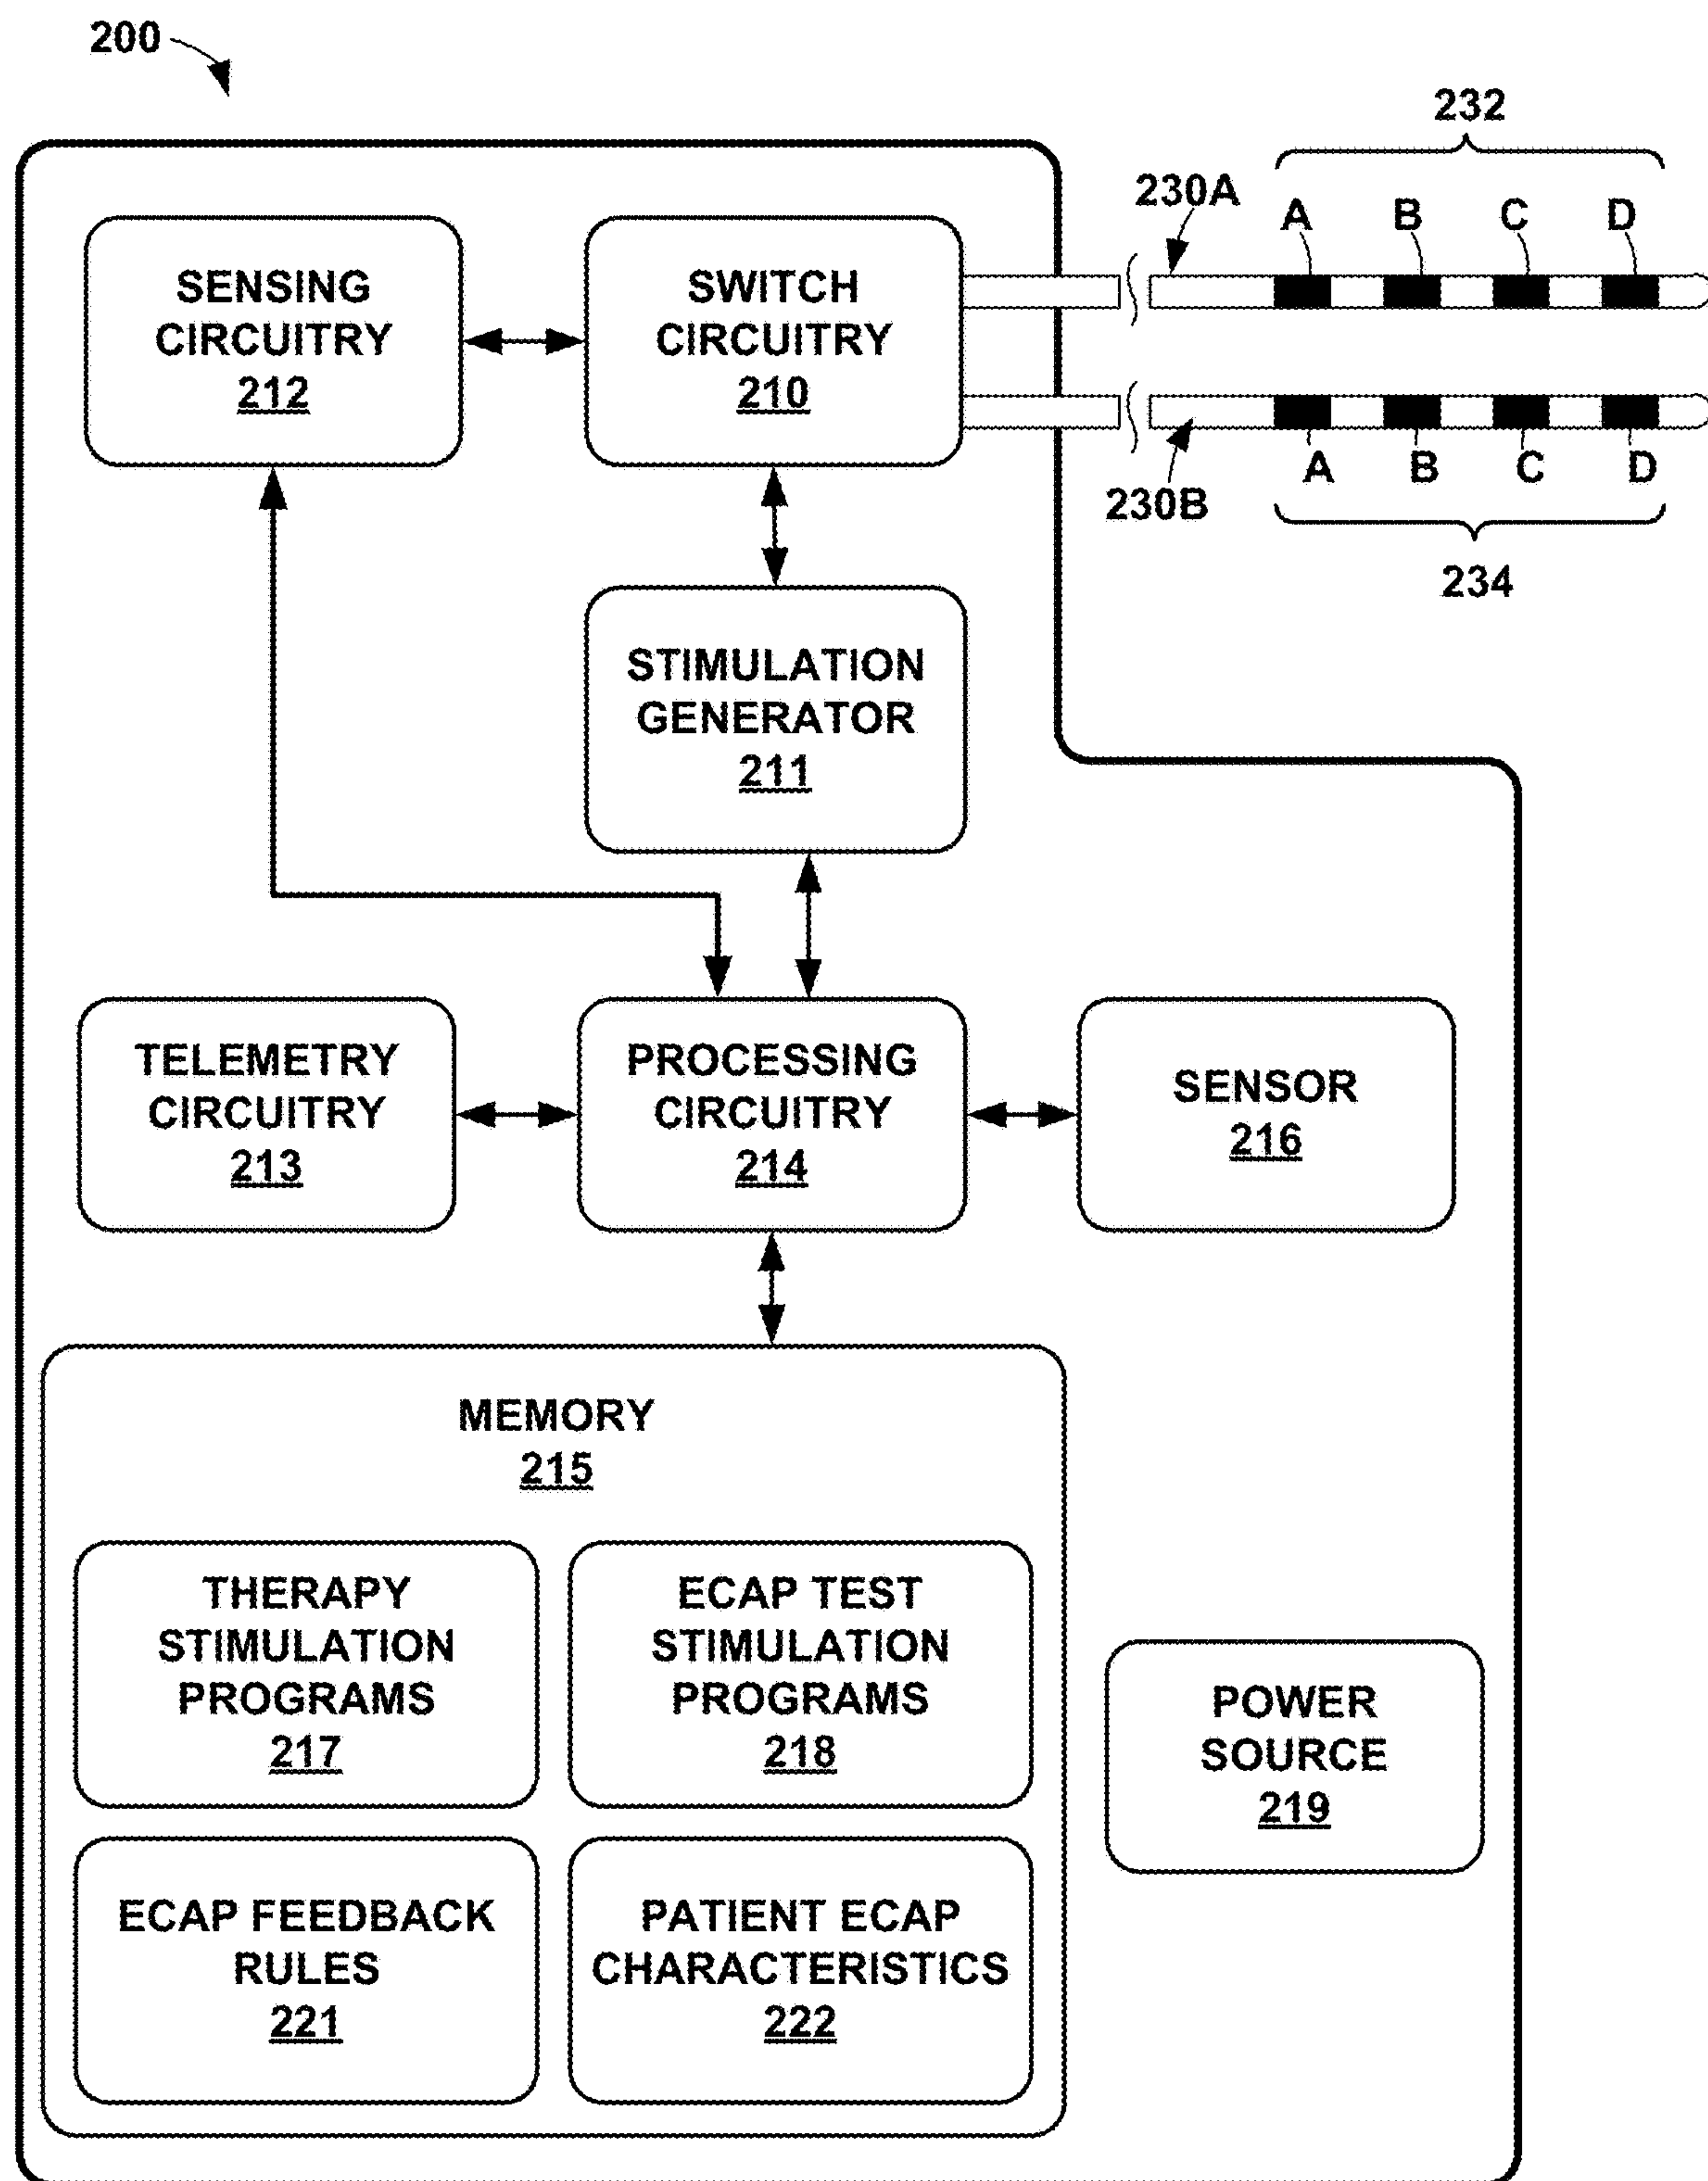 200
232
230A
A B C D
SENSING
CIRCUITRY
212
SWITCH
CIRCUITRY
210
A B C D
230B
234
STIMULATION
GENERATOR
211
TELEMETRY
CIRCUITRY
213
PROCESSING
CIRCUITRY
214
SENSOR
216
MEMORY
215
THERAPY
STIMULATION
PROGRAMS
217
ECAP TEST
STIMULATION
PROGRAMS
218
POWER
SOURCE
219
ECAP FEEDBACK
RULES
221
PATIENT ECAP
CHARACTERISTICS
222